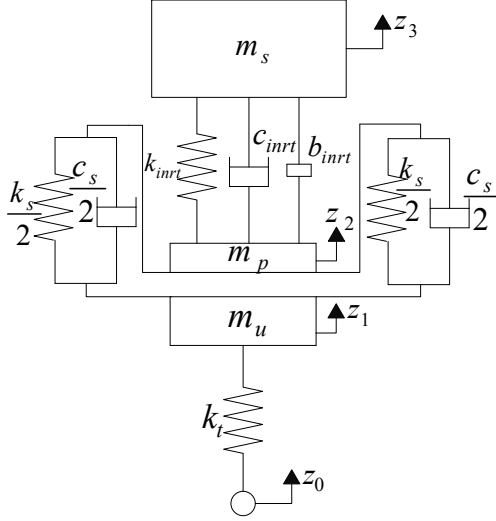 m_s
z_3
k_inrt
c_inrt
b_inrt
k_s/2
c_s/2
k_s/2
c_s/2
z_2
m_p
m_u
z_1
k_t
z_0